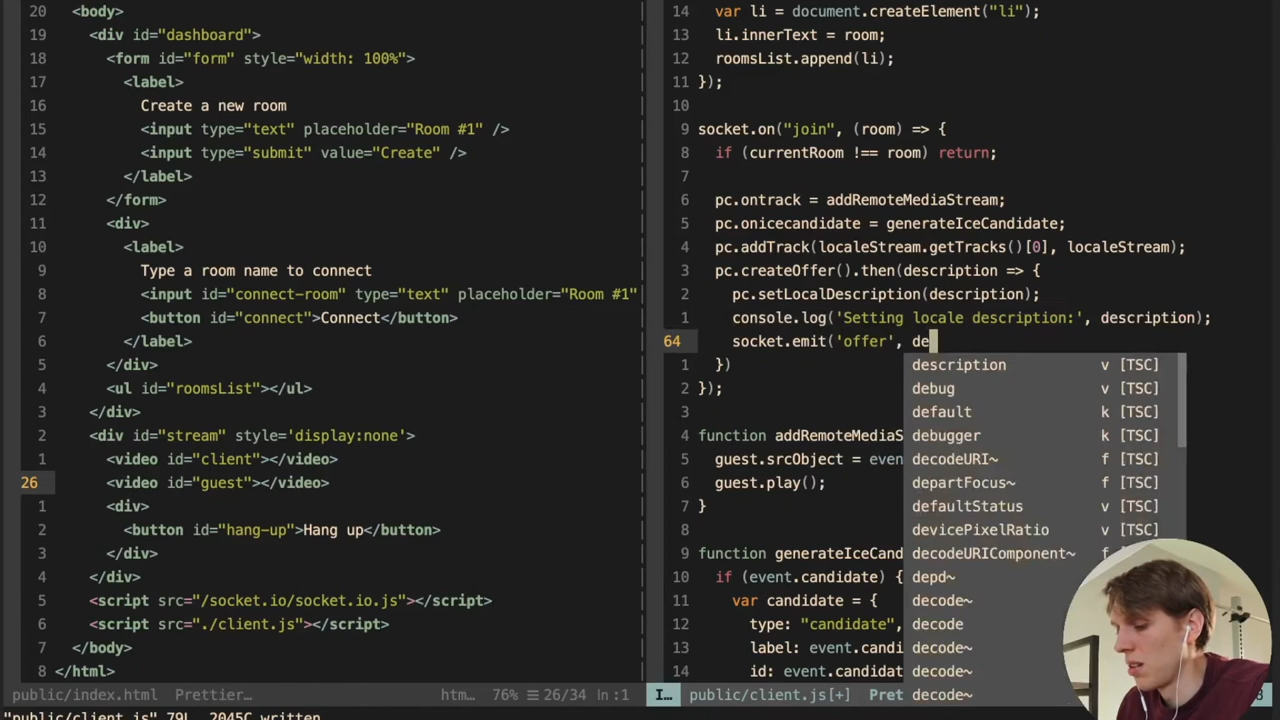 20 <body>
19 <div id="dashboard">
18 <form id="form" style="width: 100%">
17 <label>
16 Create a new room
15 <input type="text" placeholder="Room #1" />
14 <input type="submit" value="Create" />
13 </label>
12 </form>
11 <div>
10 <label>
9 Type a room name to connect
8 <input id="connect-room" type="text" placeholder="Room #1"
7 <button id="connect">Connect</button>
6 </label>
5 </div>
4 <ul id="roomsList"></ul>
3 </div>
2 <div id="stream" style='display:none'>
1 <video id="client"></video>
26 <video id="guest"></video>
1 <div>
2 <button id="hang-up">Hang up</button>
3 </div>
4 </div>
5 <script src="/socket.io/socket.io.js"></script>
6 <script src="./client.js"></script>
7 </body>
8 </html>
public/index.html Prettier… htm… 76% ≡ 26/34 ln:1
"public/client.js" 79L, 2045C written
14 var li = document.createElement("li");
13 li.innerText = room;
12 roomsList.append(li);
11 });
10
9 socket.on("join", (room) => {
8 if (currentRoom !== room) return;
7
6 pc.ontrack = addRemoteMediaStream;
5 pc.onicecandidate = generateIceCandidate;
4 pc.addTrack(localeStream.getTracks()[0], localeStream);
3 pc.createOffer().then(description => {
2 pc.setLocalDescription(description);
1 console.log('Setting locale description:', description);
64 socket.emit('offer', de
1 })
2 });
3
4 function addRemoteMediaS
5 guest.srcObject = even
6 guest.play();
7 }
8
9 function generateIceCand
10 if (event.candidate) {
11 var candidate = {
12 type: "candidate",
13 label: event.candi
14 id: event.candidat
description v [TSC]
debug v [TSC]
default k [TSC]
debugger k [TSC]
decodeURI~ f [TSC]
departFocus~ f [TSC]
defaultStatus v [TSC]
devicePixelRatio v [TSC]
decodeURIComponent~ f
depd~
decode~
decode
decode~
decode~
decode~
I… public/client.js[+] Pret